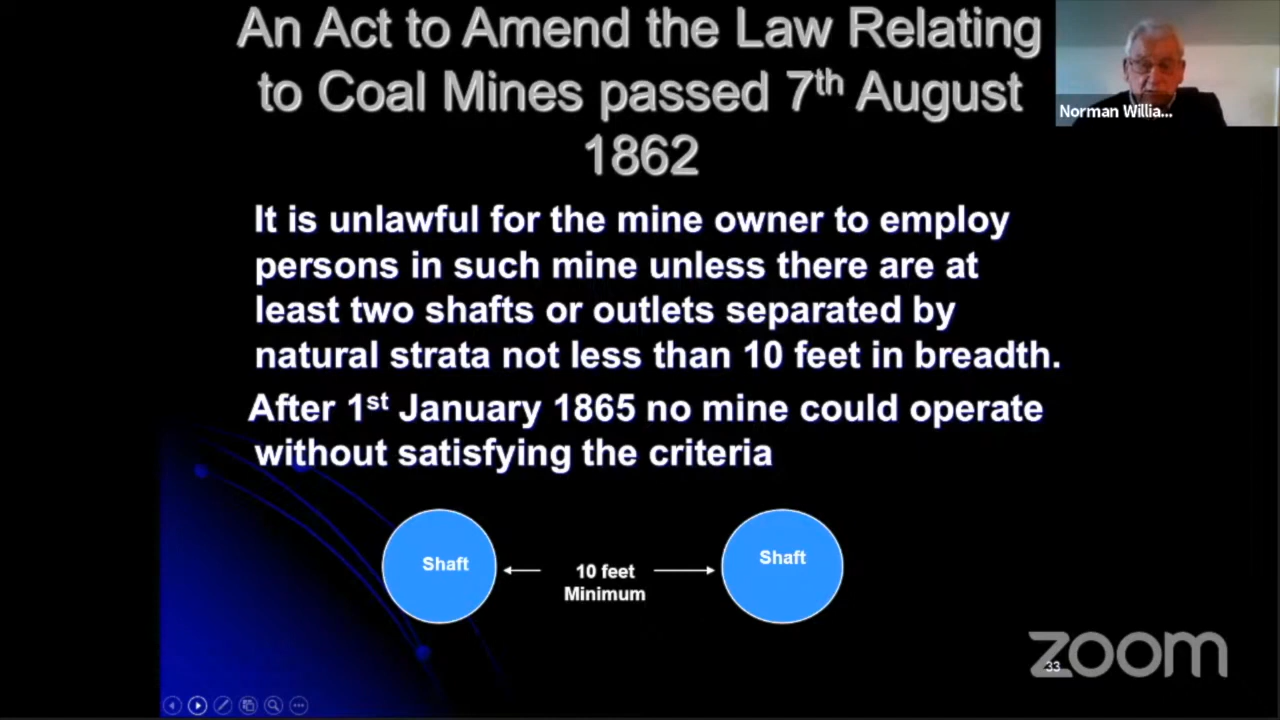 An Act to Amend the Law Relating
to Coal Mines passed 7th August
1862
Norman Willia...
It is unlawful for the mine owner to employ
persons in such mine unless there are at
least two shafts or outlets separated by
natural strata not less than 10 feet in breadth.
After 1st January 1865 no mine could operate
without satisfying the criteria
Shaft
10 feet
Minimum
Shaft
zoom
33